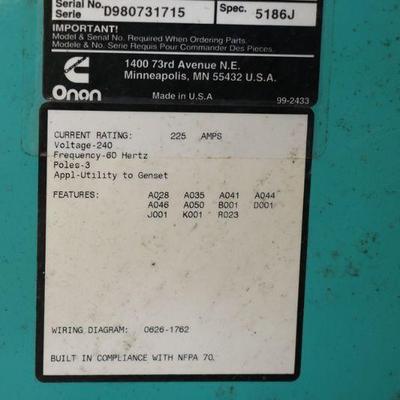 Serial No. D980731715 Spec. 5186J
Serie
IMPORTANT!
Model & Serial No. Required When Ordering Parts.
Modele & No. Serie Requis Pour Commander Des Pieces.
Onan
1400 73rd Avenue N.E.
Minneapolis, MN 55432 U.S.A.
Made in U.S.A
99-2433
CURRENT RATING: 225 AMPS
Voltage-240
Frequency-60 Hertz
Poles-3
Appl-Utility to Genset
FEATURES: A028 A035 A041 A044
A046 A050 B001 D001
J001 K001 R023
WIRING DIAGRAM: 0626-1762
BUILT IN COMPLIANCE WITH NFPA 70.